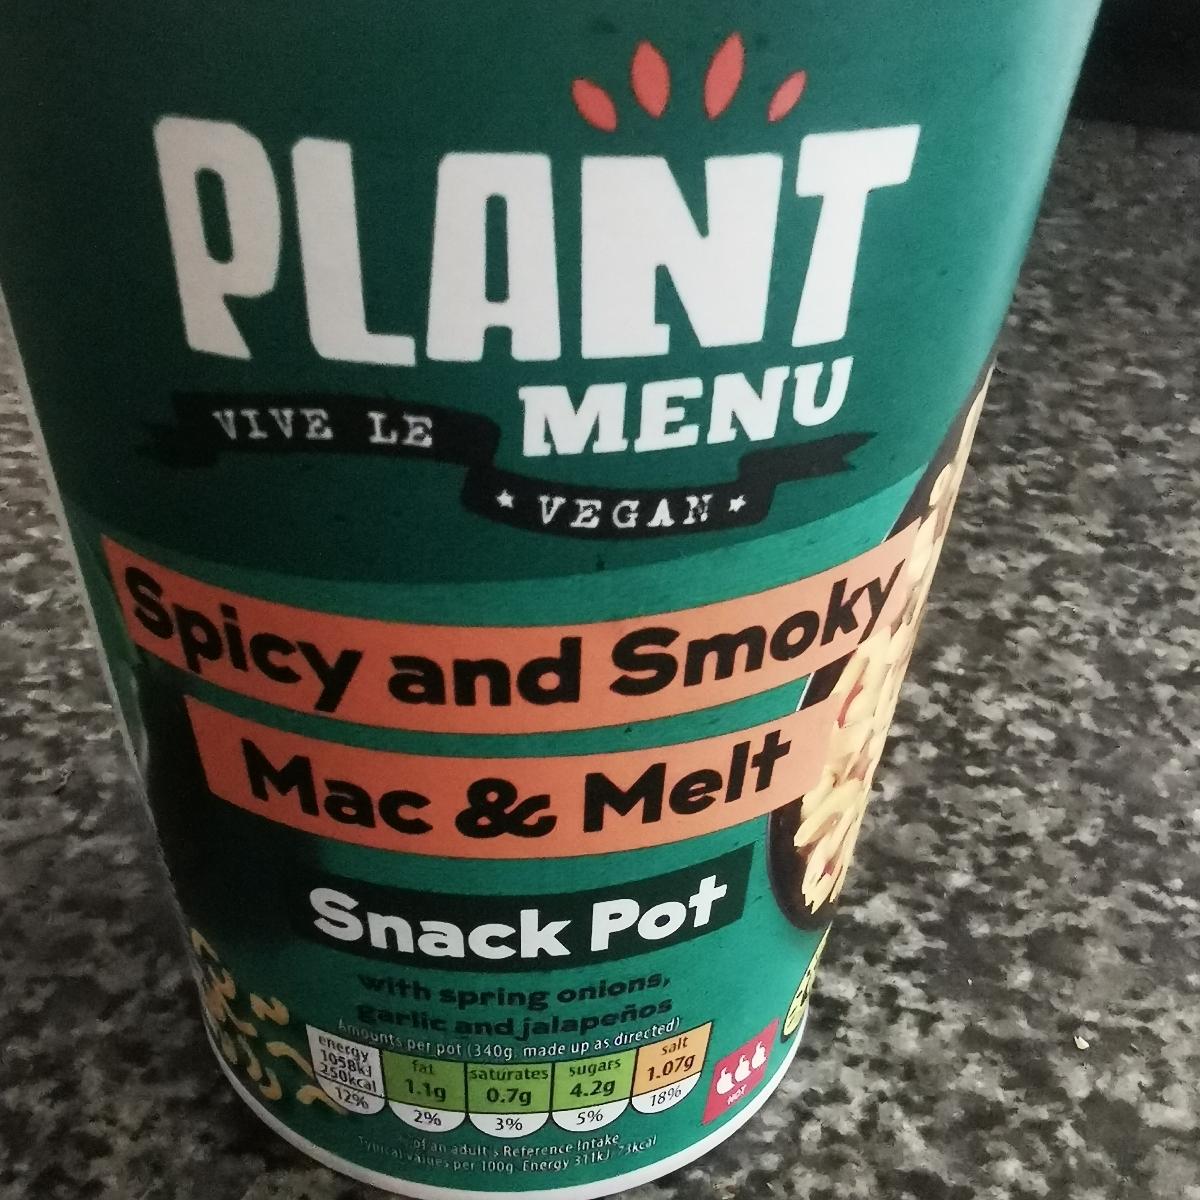 PLANT
MENU
VIVE LE
★ VEGAN ★
Spicy and Smoky
Mac & Melt
Snack Pot
with spring onions,
garlic and jalapeños
Amounts per pot (340g, made up as directed)
energy
1058kJ
250kcal
12%
fat
1.1g
2%
saturates
0.7g
3%
sugars
4.2g
5%
salt
1.07g
18%
HOT
% of an adult's Reference Intake
Typical values per 100g. Energy 311kJ, 73kcal